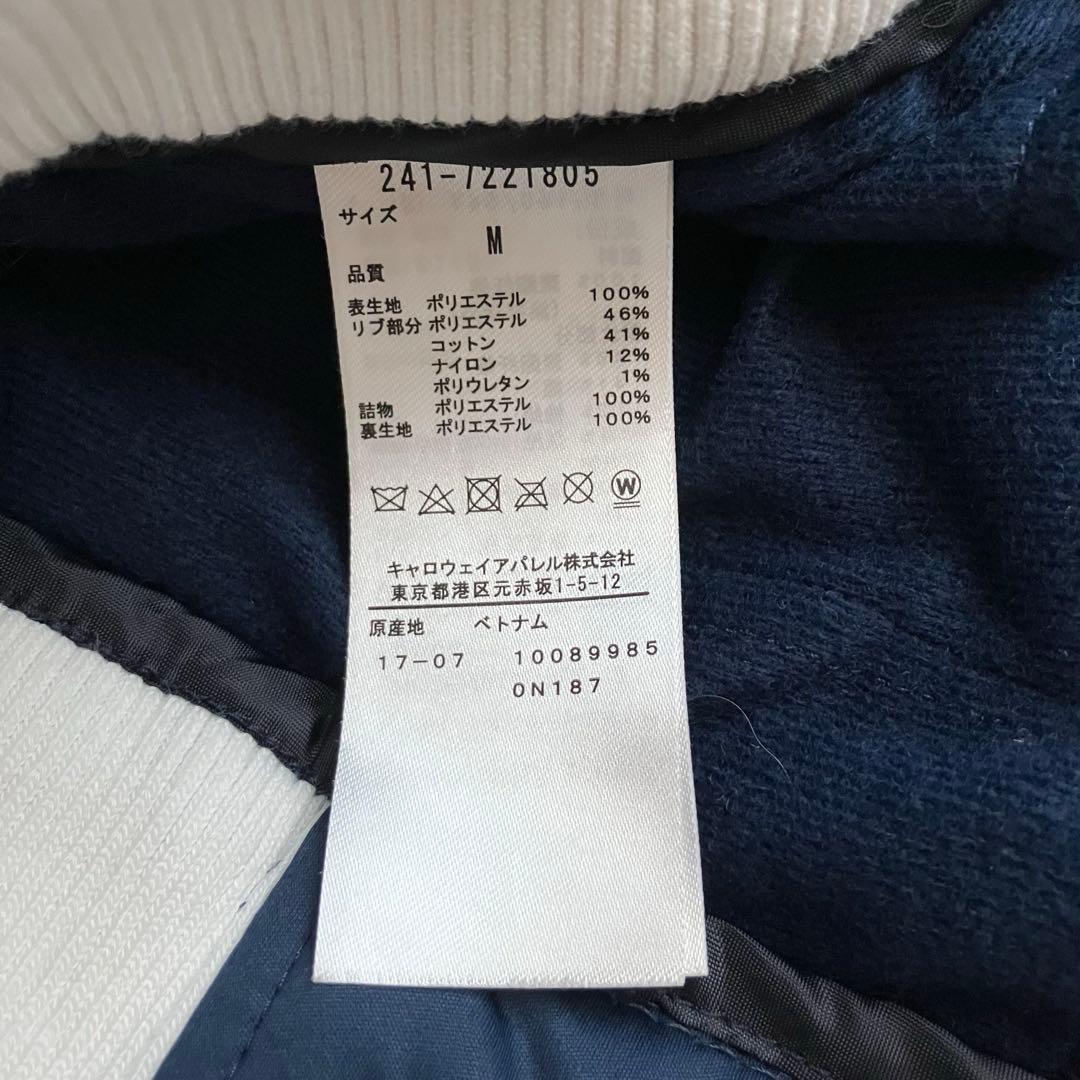 241-7221805
サイズ
M
品質
表生地 ポリエステル 100%
リブ部分 ポリエステル 46%
コットン 41%
ナイロン 12%
ポリウレタン 1%
詰物 ポリエステル 100%
裏生地 ポリエステル 100%
W
キャロウェイアパレル株式会社
東京都港区元赤坂1-5-12
原産地 ベトナム
17-07 10089985
0N187